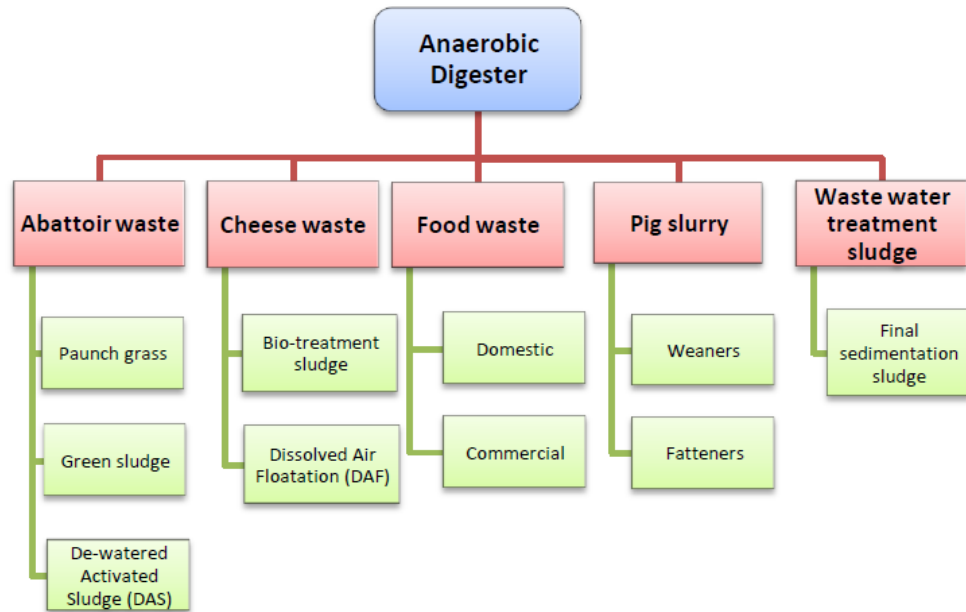 Anaerobic
Digester
Abattoir waste
Cheese waste
Food waste
Pig slurry
Waste water
treatment
sludge
Paunch grass
Green sludge
De-watered
Activated
Sludge (DAS)
Bio-treatment
sludge
Dissolved Air
Floatation (DAF)
Domestic
Commercial
Weaners
Fatteners
Final
sedimentation
sludge